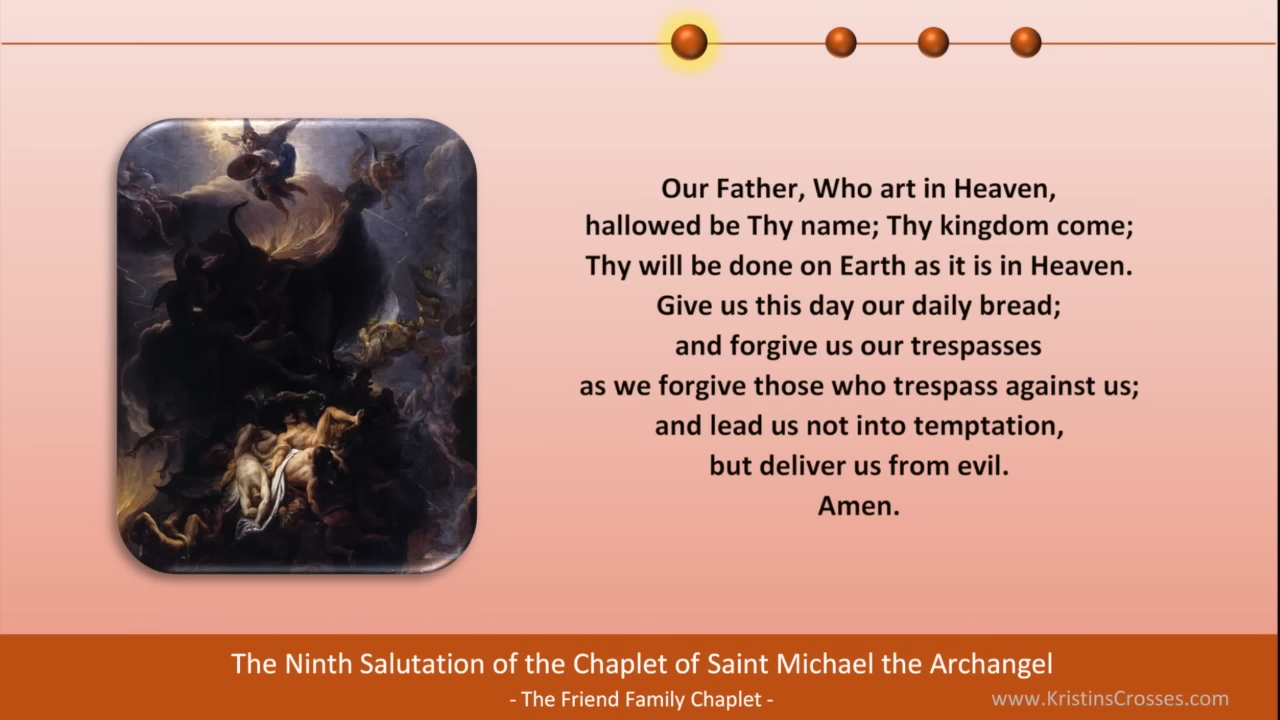 Our Father, Who art in Heaven,
hallowed be Thy name; Thy kingdom come;
Thy will be done on Earth as it is in Heaven.
Give us this day our daily bread;
and forgive us our trespasses
as we forgive those who trespass against us;
and lead us not into temptation,
but deliver us from evil.
Amen.
The Ninth Salutation of the Chaplet of Saint Michael the Archangel
- The Friend Family Chaplet -
www.KristinsCrosses.com